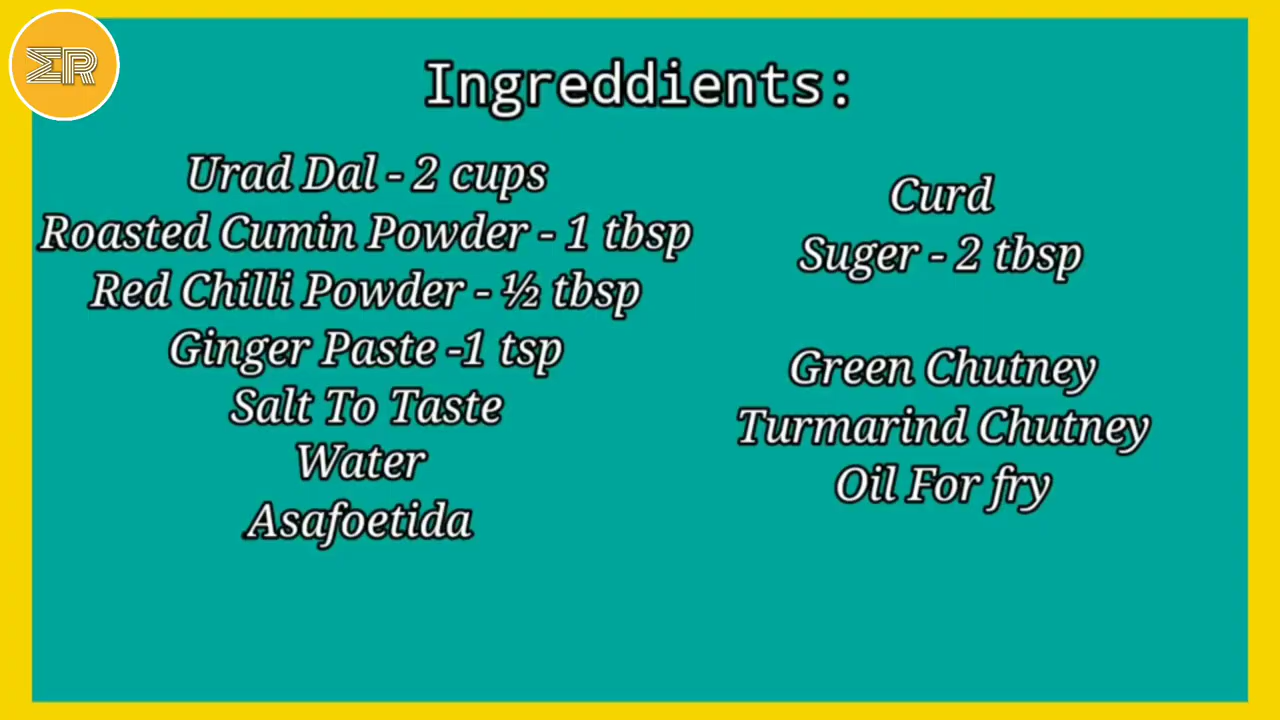 ΣR
Ingreddients:
Urad Dal - 2 cups
Roasted Cumin Powder - 1 tbsp
Red Chilli Powder - ½ tbsp
Ginger Paste -1 tsp
Salt To Taste
Water
Asafoetida
Curd
Suger - 2 tbsp
Green Chutney
Turmarind Chutney
Oil For fry